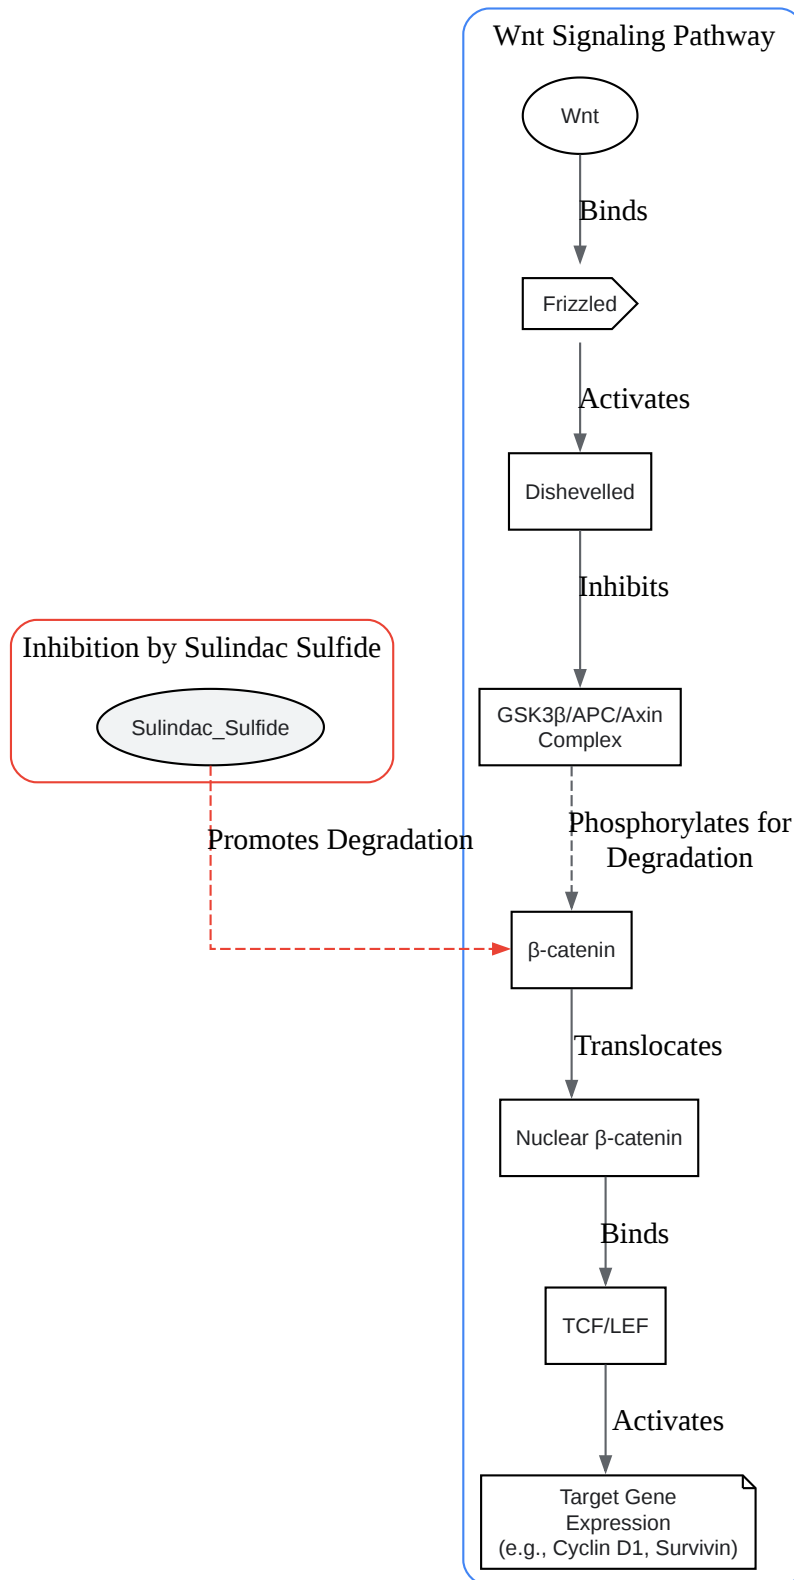 Wnt Signaling Pathway
Wnt
Binds
Frizzled
Activates
Dishevelled
Inhibits
Inhibition by Sulindac Sulfide
Sulindac_Sulfide
GSK3β/APC/Axin
Complex
Promotes Degradation
Phosphorylates for
Degradation
β-catenin
Translocates
Nuclear β-catenin
Binds
TCF/LEF
Activates
Target Gene
Expression
(e.g., Cyclin D1, Survivin)